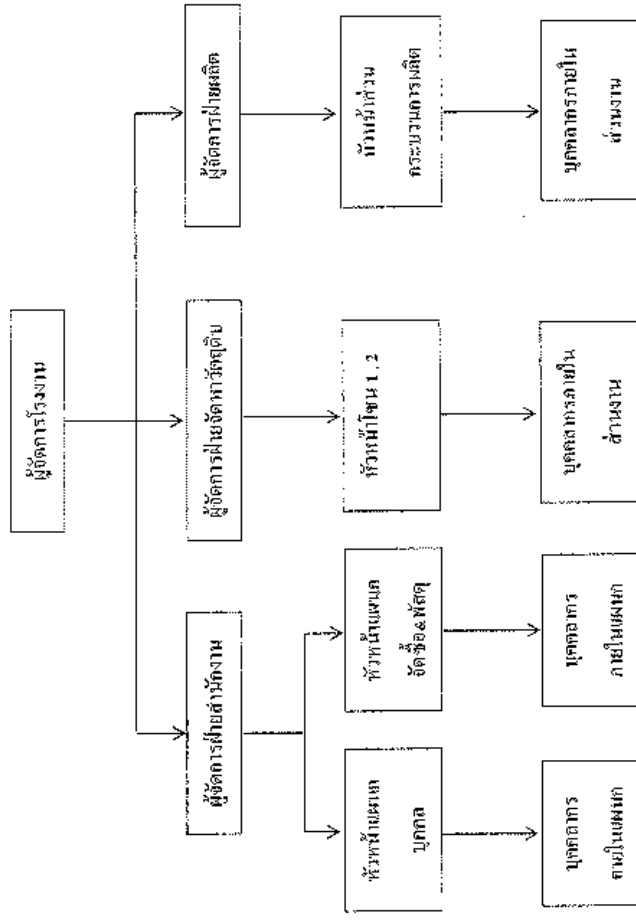 ผู้จัดการโรงงาน
ผู้จัดการฝ่ายสำนักงาน
ผู้จัดการฝ่ายจัดหาวัตถุดิบ
ผู้จัดการฝ่ายผลิต
หัวหน้าแผนก
บุคคล
หัวหน้าแผนก
จัดซื้อ&พัสดุ
หัวหน้าโซน 1, 2
หัวหน้าส่วน
กระบวนการผลิต
บุคคลากร
ภายในแผนก
บุคคลากร
ภายในแผนก
บุคคลากรภายใน
ส่วนงาน
บุคคลากรภายใน
ส่วนงาน